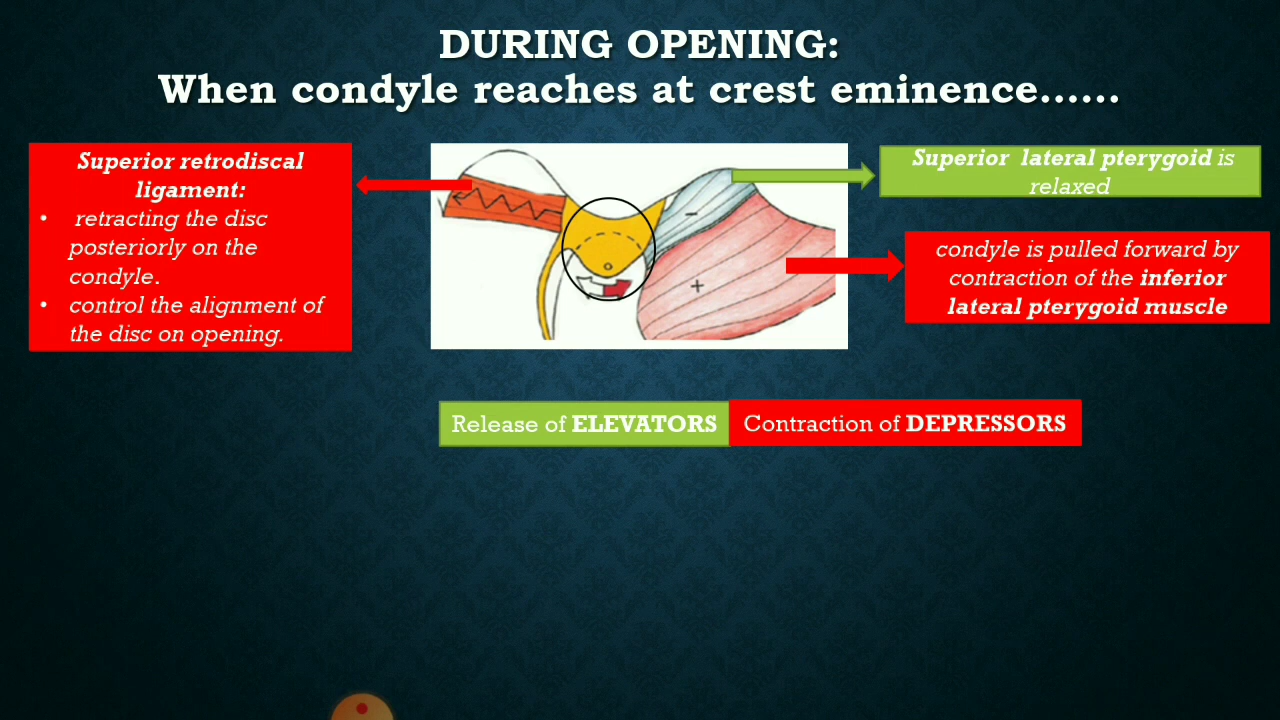 DURING OPENING:
When condyle reaches at crest eminence......
Superior retrodiscal
ligament:
• retracting the disc
posteriorly on the
condyle.
• control the alignment of
the disc on opening.
−
+
Superior lateral pterygoid is
relaxed
condyle is pulled forward by
contraction of the inferior
lateral pterygoid muscle
Release of ELEVATORS
Contraction of DEPRESSORS